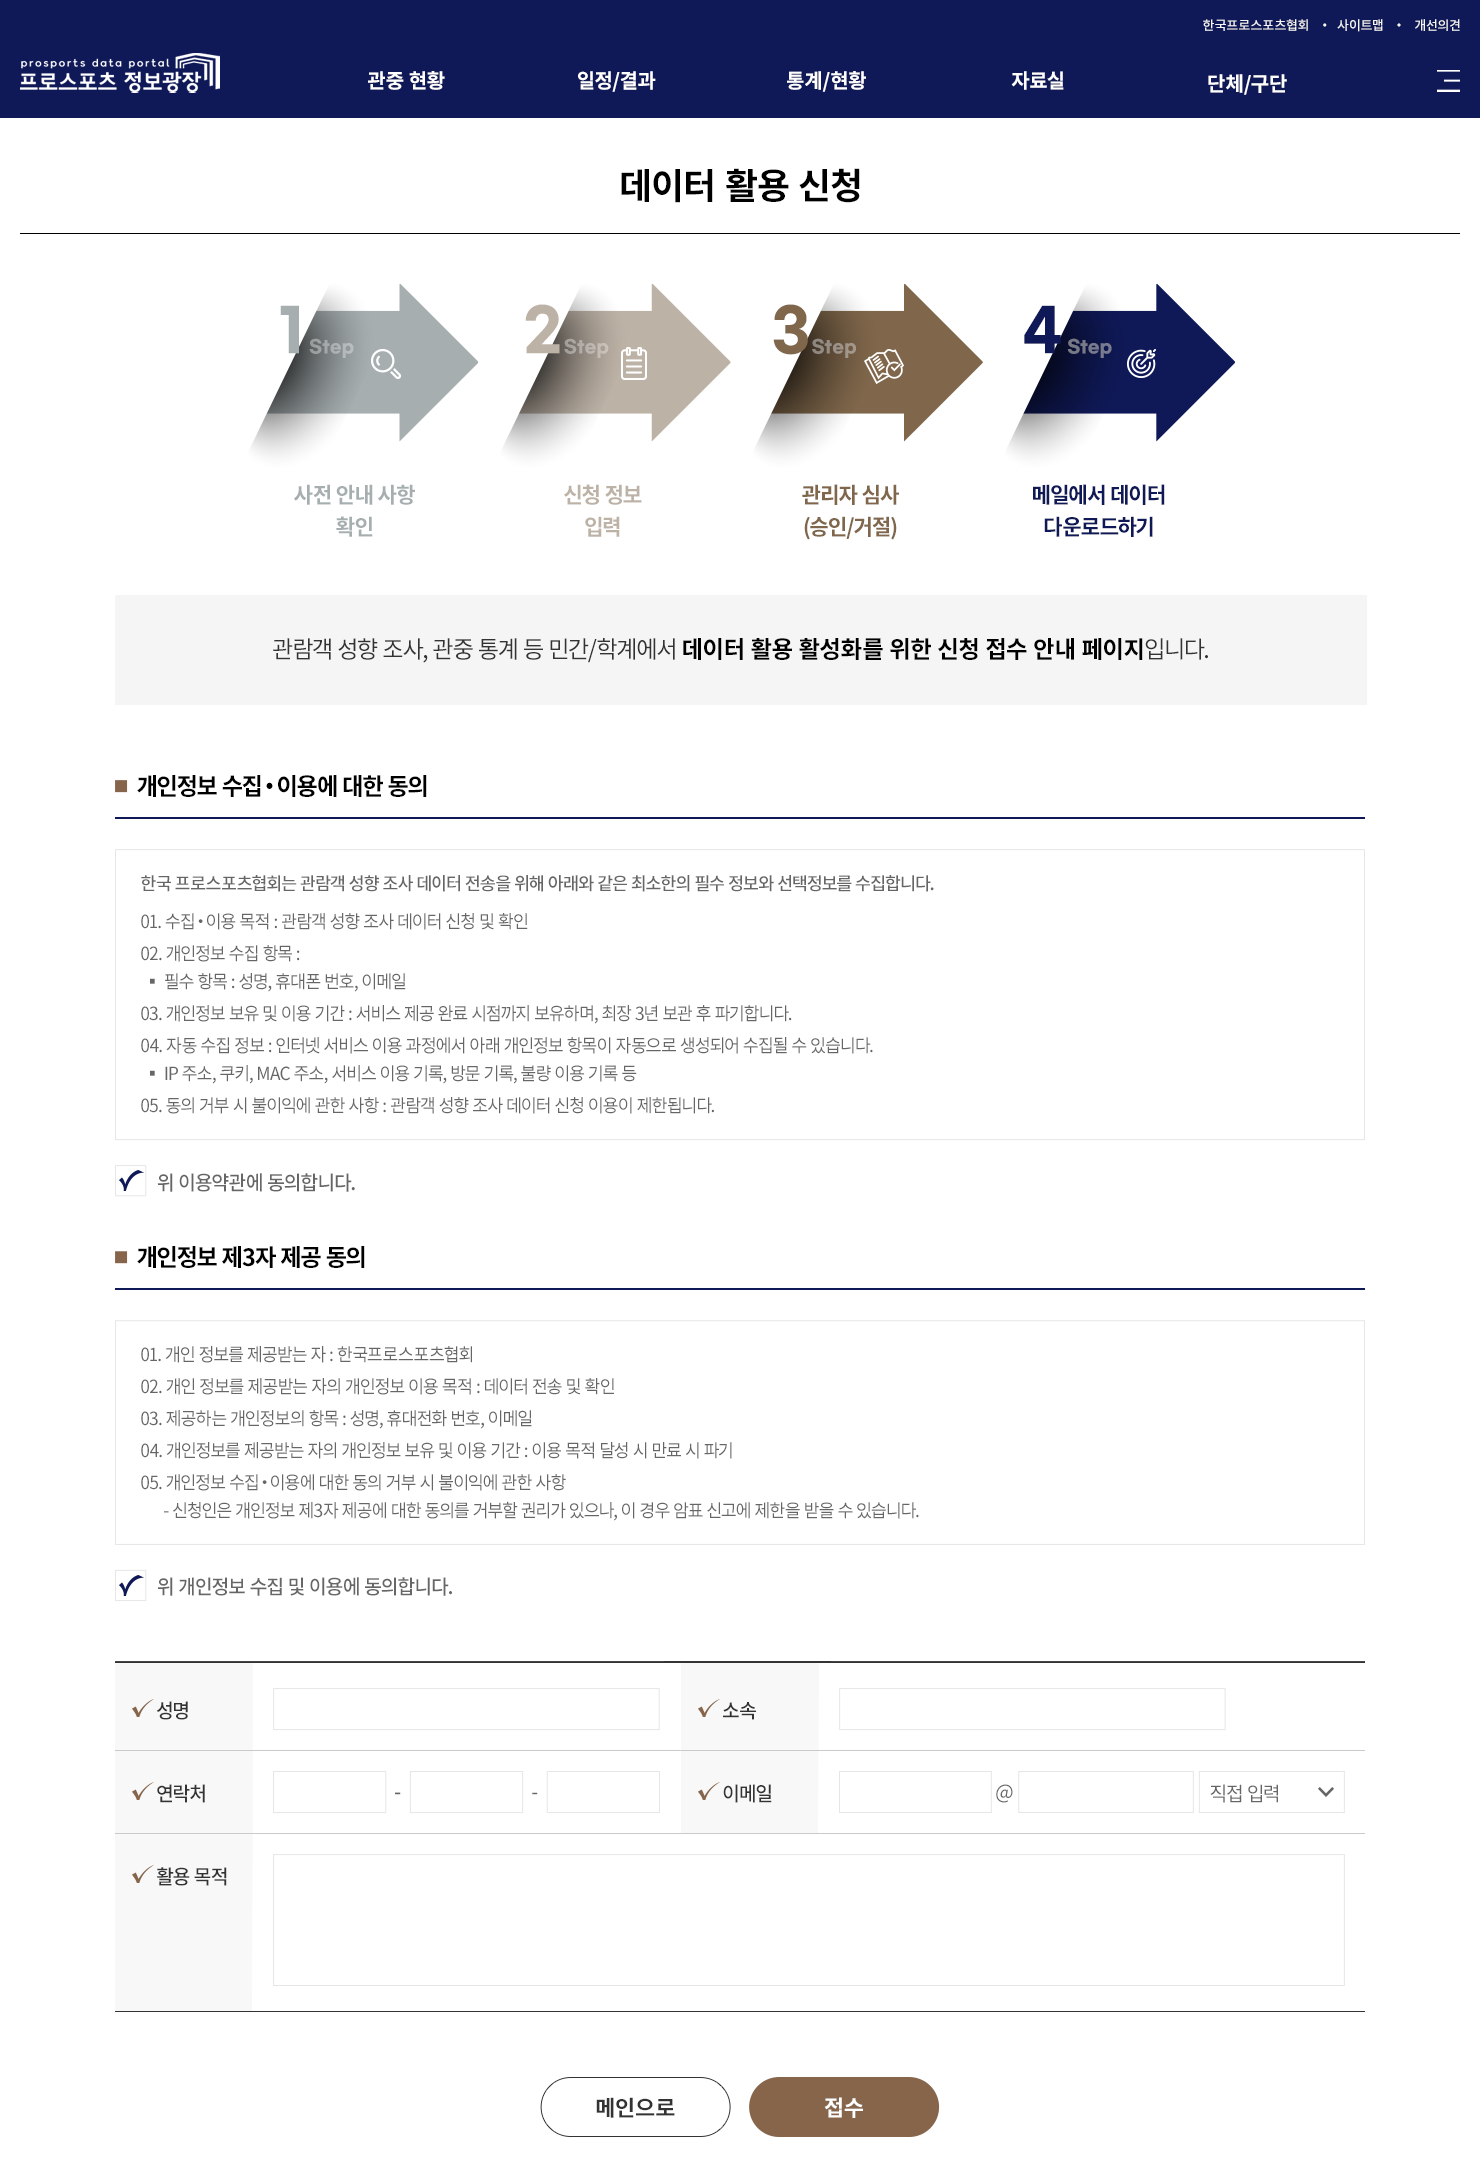 한국프로스포츠협회 • 사이트맵 • 개선의견
prosports data portal
프로스포츠 정보광장
관중 현황 일정/결과 통계/현황 자료실 단체/구단
데이터 활용 신청
1 Step 2 Step 3 Step 4 Step
사전 안내 사항
확인
신청 정보
입력
관리자 심사
(승인/거절)
메일에서 데이터
다운로드하기
관람객 성향 조사, 관중 통계 등 민간/학계에서 데이터 활용 활성화를 위한 신청 접수 안내 페이지입니다.
개인정보 수집•이용에 대한 동의
한국 프로스포츠협회는 관람객 성향 조사 데이터 전송을 위해 아래와 같은 최소한의 필수 정보와 선택정보를 수집합니다.
01. 수집•이용 목적 : 관람객 성향 조사 데이터 신청 및 확인
02. 개인정보 수집 항목 :
▪ 필수 항목 : 성명, 휴대폰 번호, 이메일
03. 개인정보 보유 및 이용 기간 : 서비스 제공 완료 시점까지 보유하며, 최장 3년 보관 후 파기합니다.
04. 자동 수집 정보 : 인터넷 서비스 이용 과정에서 아래 개인정보 항목이 자동으로 생성되어 수집될 수 있습니다.
▪ IP 주소, 쿠키, MAC 주소, 서비스 이용 기록, 방문 기록, 불량 이용 기록 등
05. 동의 거부 시 불이익에 관한 사항 : 관람객 성향 조사 데이터 신청 이용이 제한됩니다.
위 이용약관에 동의합니다.
개인정보 제3자 제공 동의
01. 개인 정보를 제공받는 자 : 한국프로스포츠협회
02. 개인 정보를 제공받는 자의 개인정보 이용 목적 : 데이터 전송 및 확인
03. 제공하는 개인정보의 항목 : 성명, 휴대전화 번호, 이메일
04. 개인정보를 제공받는 자의 개인정보 보유 및 이용 기간 : 이용 목적 달성 시 만료 시 파기
05. 개인정보 수집•이용에 대한 동의 거부 시 불이익에 관한 사항
- 신청인은 개인정보 제3자 제공에 대한 동의를 거부할 권리가 있으나, 이 경우 암표 신고에 제한을 받을 수 있습니다.
위 개인정보 수집 및 이용에 동의합니다.
성명 소속
연락처 - - 이메일 @ 직접 입력
활용 목적
메인으로 접수